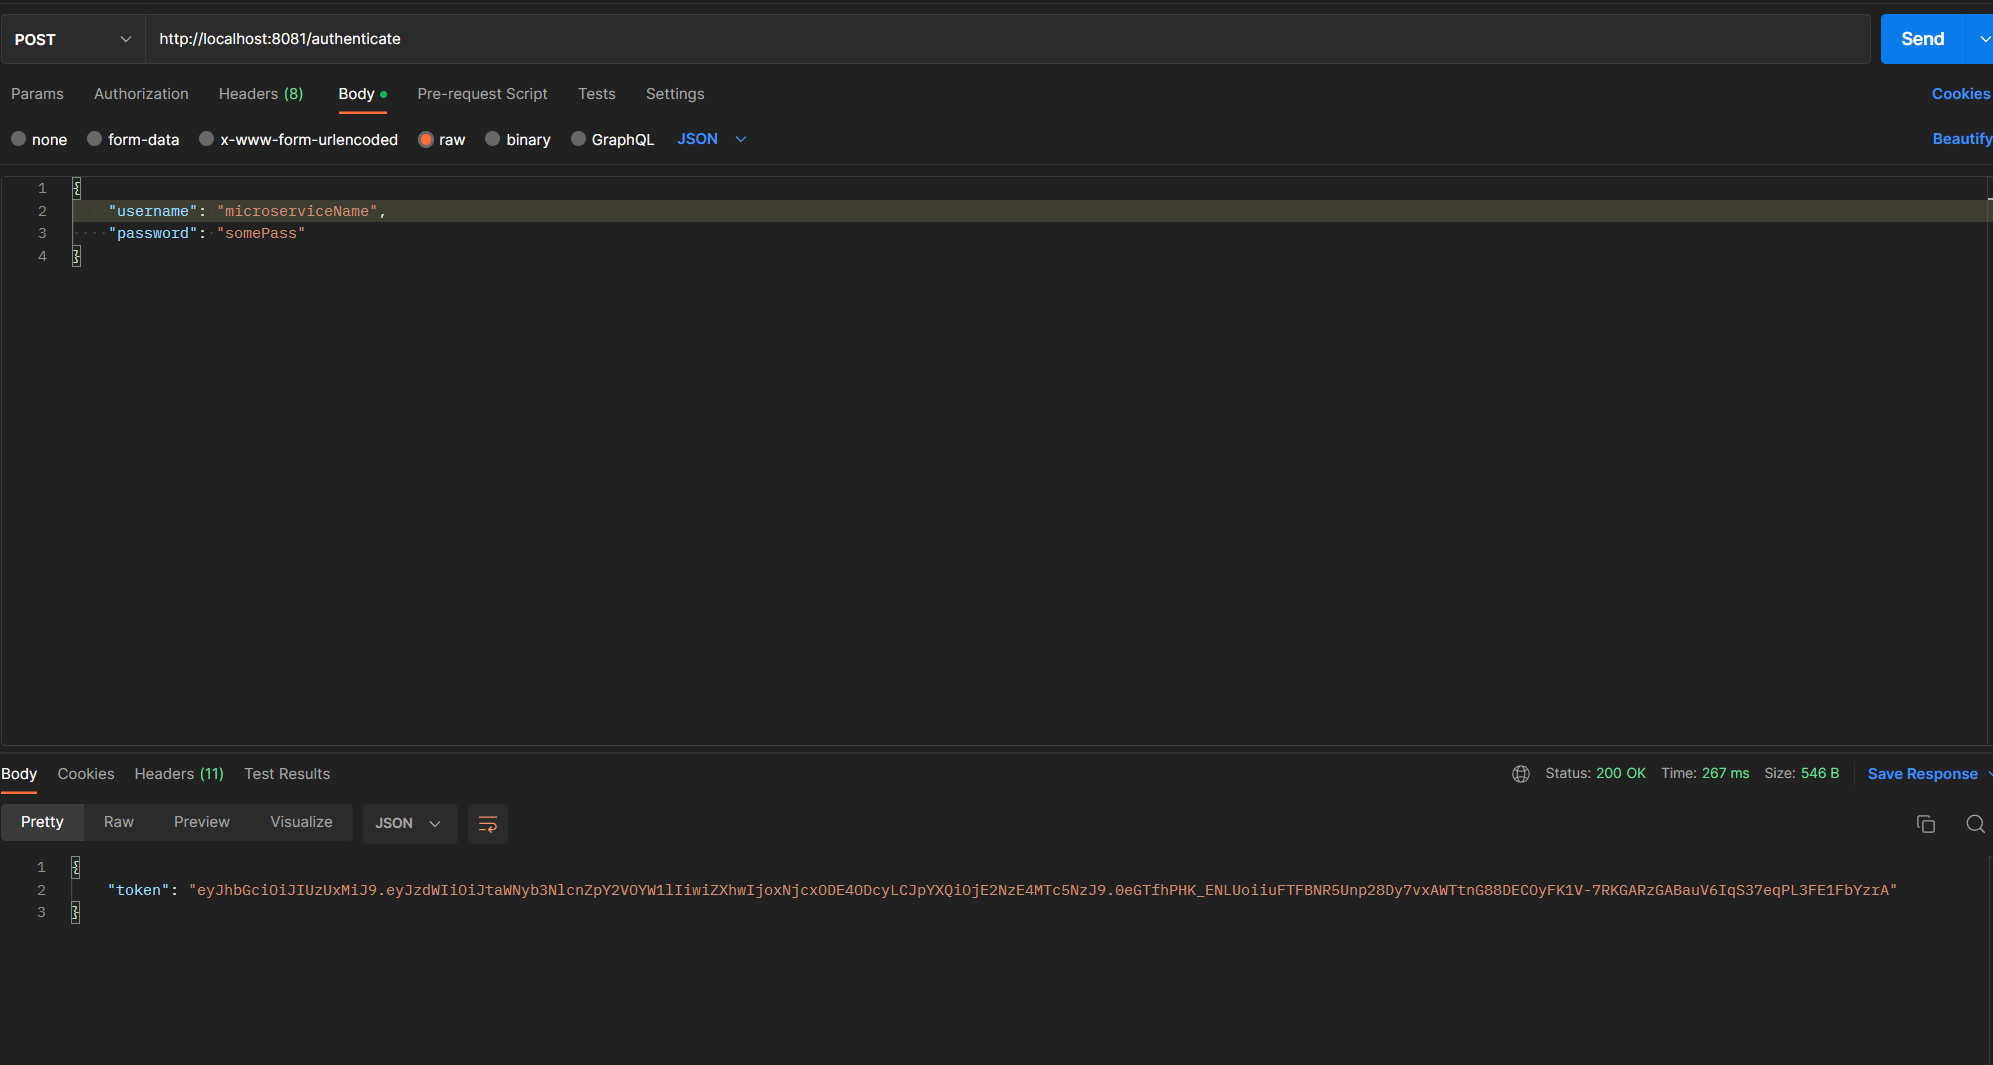 POST http://localhost:8081/authenticate Send
Params Authorization Headers (8) Body Pre-request Script Tests Settings Cookies
none form-data x-www-form-urlencoded raw binary GraphQL JSON Beautify
1 {
2 "username": "microserviceName",
3 "password": "somePass"
4 }
Body Cookies Headers (11) Test Results Status: 200 OK Time: 267 ms Size: 546 B Save Response
Pretty Raw Preview Visualize JSON
1 {
2 "token": "eyJhbGciOiJIUzUxMiJ9.eyJzdWIiOiJtaWNyb3NlcnZpY2VOYW1lIiwiZXhwIjoxNjcxODE4ODcyLCJpYXQiOjE2NzE4MTc5NzJ9.0eGTfhPHK_ENLUoiiuFTFBNR5Unp28Dy7vxAWTtnG88DECOyFK1V-7RKGARzGABauV6IqS37eqPL3FE1FbYzrA"
3 }